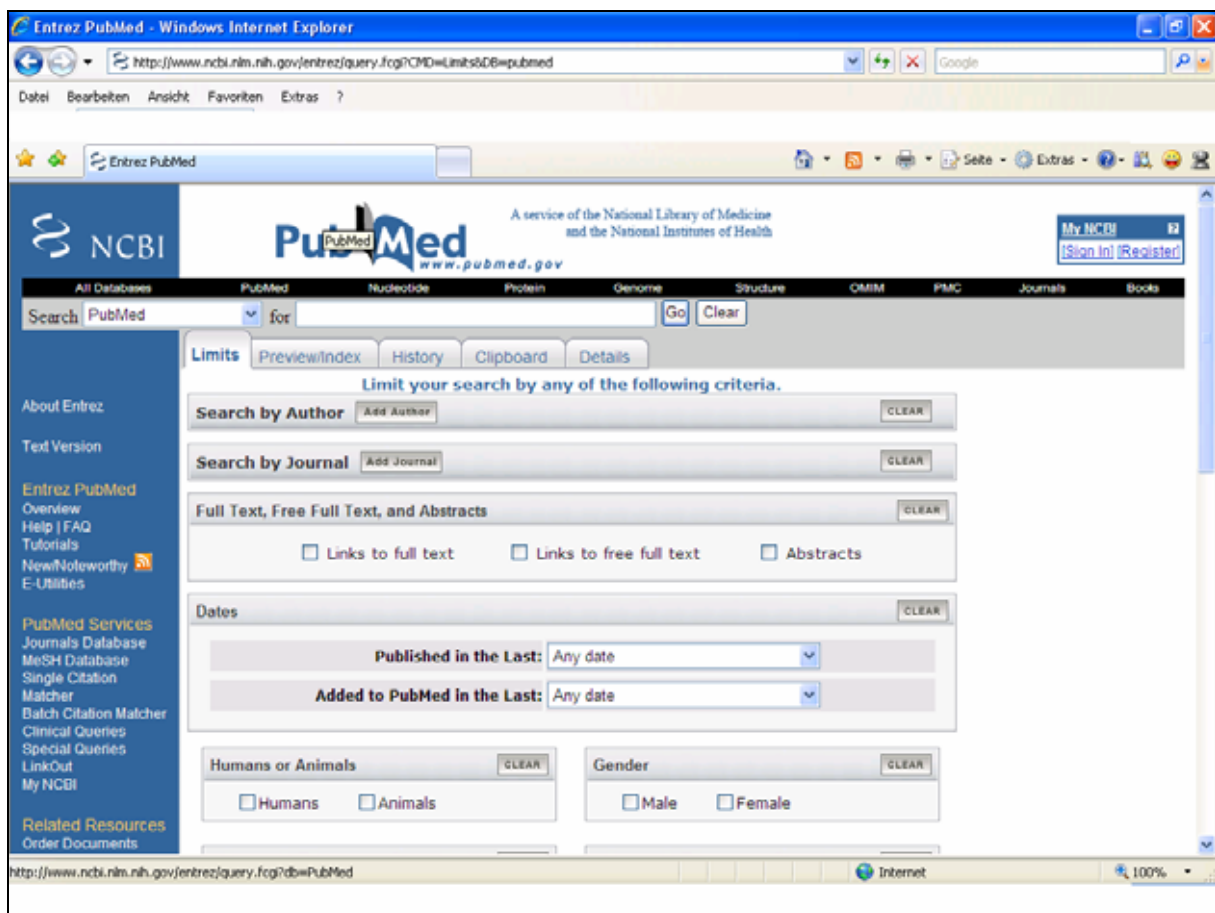 Entrez PubMed - Windows Internet Explorer
http://www.ncbi.nlm.nih.gov/entrez/query.fcgi?CMD=Limits&DB=pubmed Google
Datei Bearbeiten Ansicht Favoriten Extras ?
Entrez PubMed Seite Extras
NCBI
PubMed
PubMed
www.pubmed.gov
A service of the National Library of Medicine
and the National Institutes of Health
My NCBI ?
[Sign In] [Register]
All Databases PubMed Nucleotide Protein Genome Structure OMIM PMC Journals Books
Search PubMed for Go Clear
Limits Preview/Index History Clipboard Details
Limit your search by any of the following criteria.
About Entrez
Text Version
Entrez PubMed
Overview
Help | FAQ
Tutorials
New/Noteworthy
E-Utilities
PubMed Services
Journals Database
MeSH Database
Single Citation
Matcher
Batch Citation Matcher
Clinical Queries
Special Queries
LinkOut
My NCBI
Related Resources
Order Documents
Search by Author Add Author CLEAR
Search by Journal Add Journal CLEAR
Full Text, Free Full Text, and Abstracts CLEAR
Links to full text Links to free full text Abstracts
Dates CLEAR
Published in the Last: Any date
Added to PubMed in the Last: Any date
Humans or Animals CLEAR
Humans Animals
Gender CLEAR
Male Female
http://www.ncbi.nlm.nih.gov/entrez/query.fcgi?db=PubMed Internet 100%